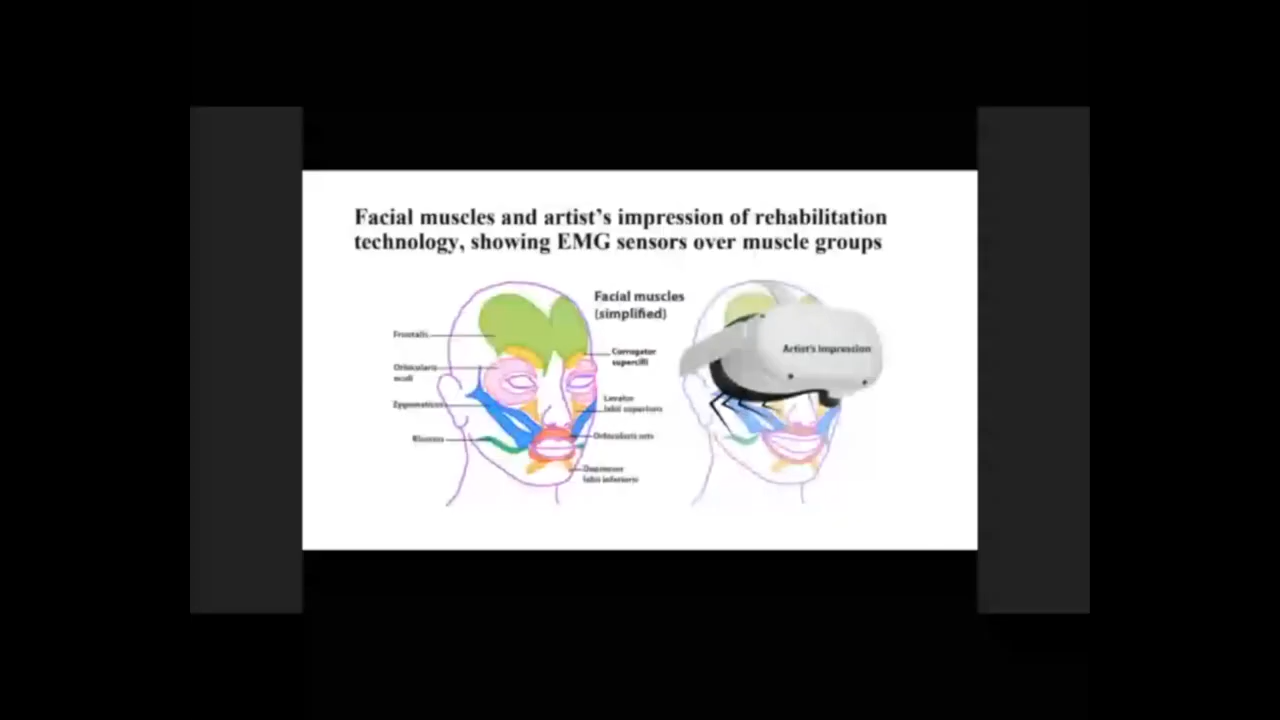 Facial muscles and artist's impression of rehabilitation
technology, showing EMG sensors over muscle groups
Facial muscles
(simplified)
Frontalis
Orbicularis
oculi
Zygomaticus
Risorius
Corrugator
supercilii
Levator
labii superioris
Orbicularis oris
Depressor
labii inferioris
Artist's impression